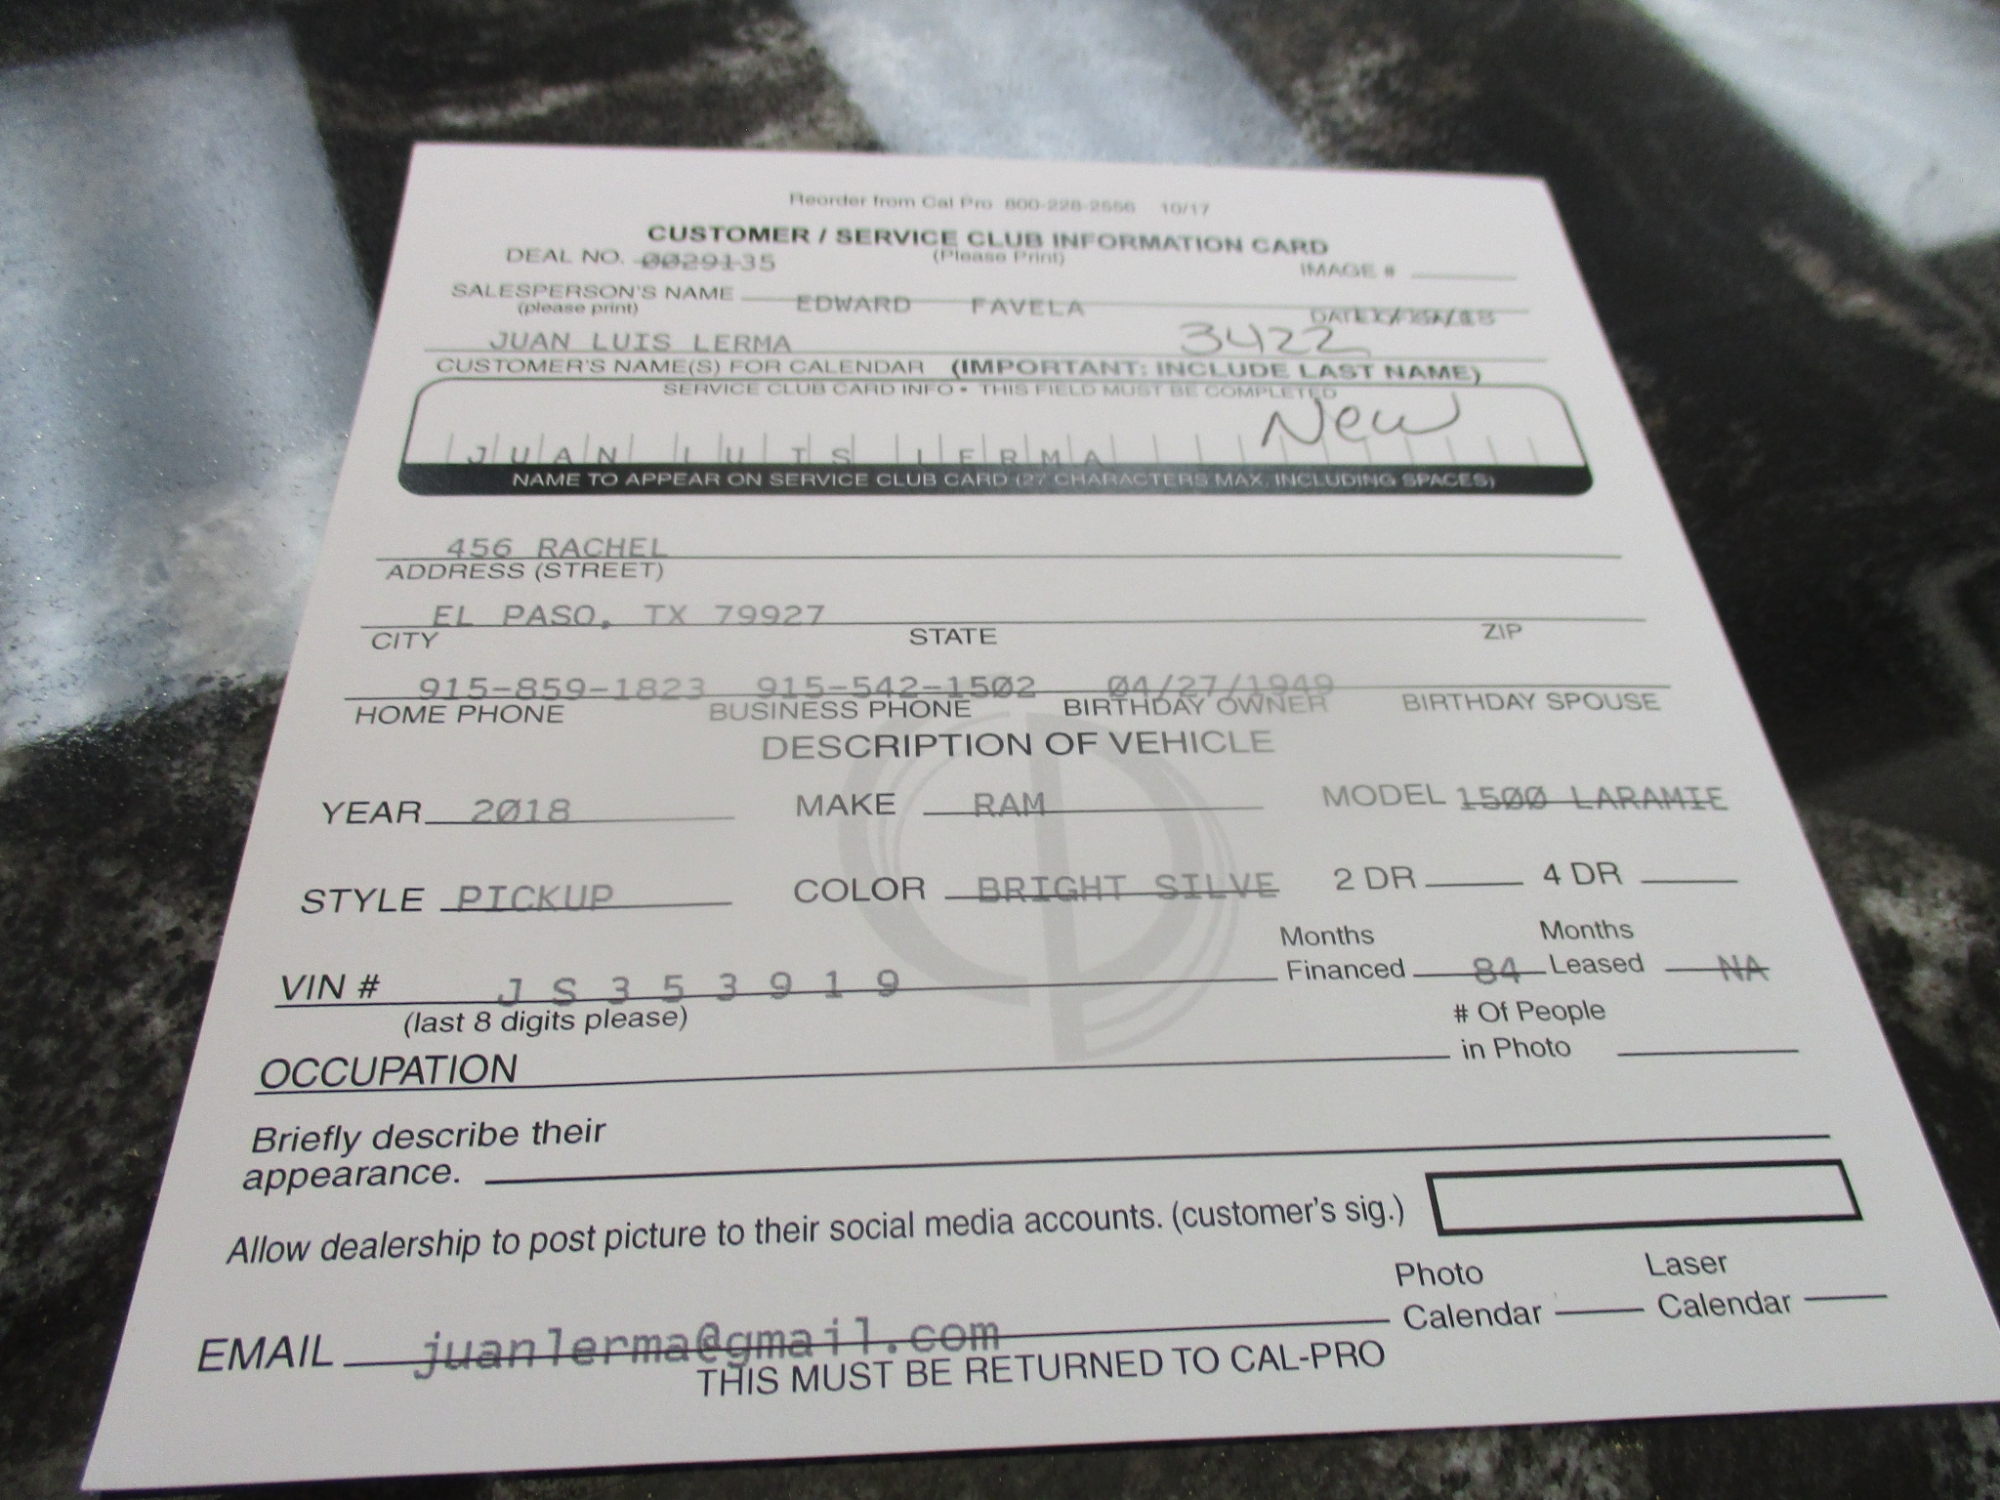 Reorder from Cal Pro 800-228-2556 10/17
CUSTOMER / SERVICE CLUB INFORMATION CARD
(Please Print)
DEAL NO. 0029135
IMAGE #
SALESPERSON'S NAME EDWARD FAVELA
(please print)
DATE
JUAN LUIS LERMA 3422
CUSTOMER'S NAME(S) FOR CALENDAR (IMPORTANT: INCLUDE LAST NAME)
SERVICE CLUB CARD INFO • THIS FIELD MUST BE COMPLETED
New
JUAN LUIS LERMA
NAME TO APPEAR ON SERVICE CLUB CARD (27 CHARACTERS MAX. INCLUDING SPACES)
456 RACHEL
ADDRESS (STREET)
EL PASO, TX 79927
CITY STATE ZIP
915-859-1823 915-542-1502 04/27/1949
HOME PHONE BUSINESS PHONE BIRTHDAY OWNER BIRTHDAY SPOUSE
DESCRIPTION OF VEHICLE
YEAR 2018 MAKE RAM MODEL 1500 LARAMIE
STYLE PICKUP COLOR BRIGHT SILVE 2 DR 4 DR
Months Months
VIN # JS353919 Financed 84 Leased NA
(last 8 digits please)
# Of People
OCCUPATION in Photo
Briefly describe their
appearance.
Allow dealership to post picture to their social media accounts. (customer's sig.)
Photo Laser
Calendar Calendar
EMAIL juanlerma@gmail.com
THIS MUST BE RETURNED TO CAL-PRO